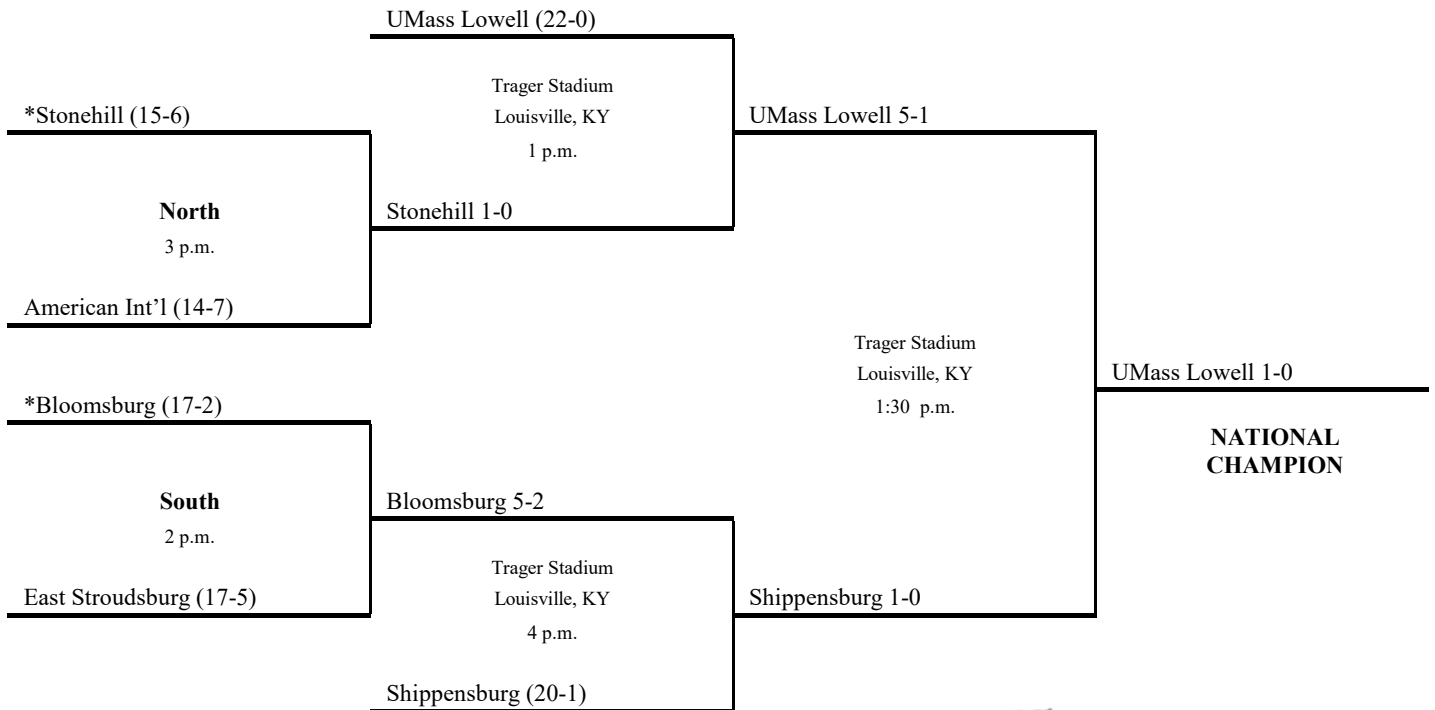 UMass Lowell (22-0)
Trager Stadium
Louisville, KY
1 p.m.
*Stonehill (15-6)
UMass Lowell 5-1
North
3 p.m.
Stonehill 1-0
American Int’l (14-7)
Trager Stadium
Louisville, KY
1:30 p.m.
UMass Lowell 1-0
NATIONAL
CHAMPION
*Bloomsburg (17-2)
South
2 p.m.
Bloomsburg 5-2
East Stroudsburg (17-5)
Trager Stadium
Louisville, KY
4 p.m.
Shippensburg 1-0
Shippensburg (20-1)